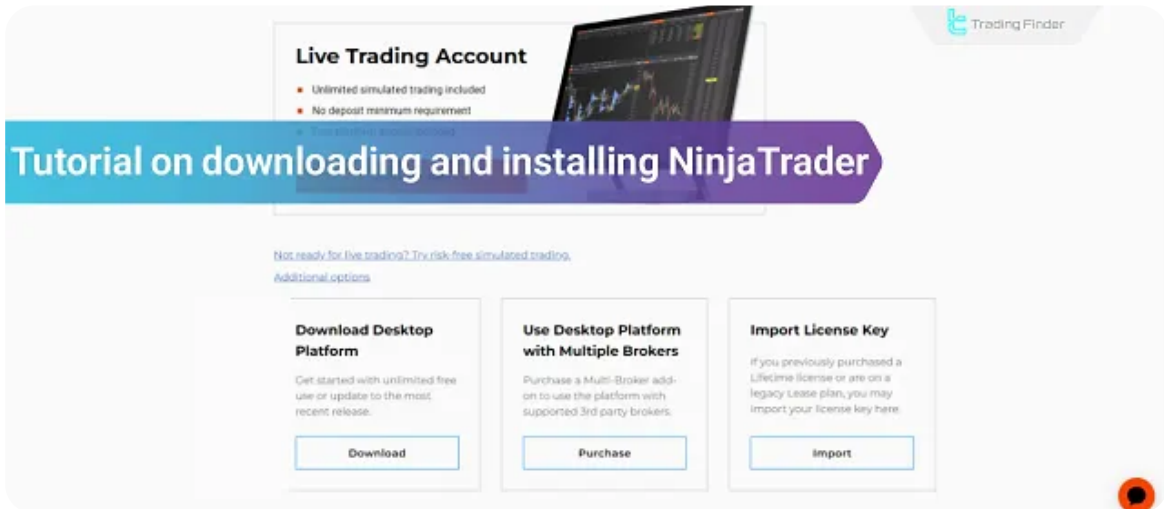 Trading Finder
Live Trading Account
Unlimited simulated trading included
No deposit minimum requirement
Tutorial on downloading and installing NinjaTrader
Not ready for live trading? Try risk-free simulated trading.
Additional options
Download Desktop
Platform
Get started with unlimited free
use or update to the most
recent release.
Download
Use Desktop Platform
with Multiple Brokers
Purchase a Multi-Broker add-
on to use the platform with
supported 3rd party brokers.
Purchase
Import License Key
If you previously purchased a
Lifetime license or are on a
legacy Lease plan, you may
import your license key here.
Import